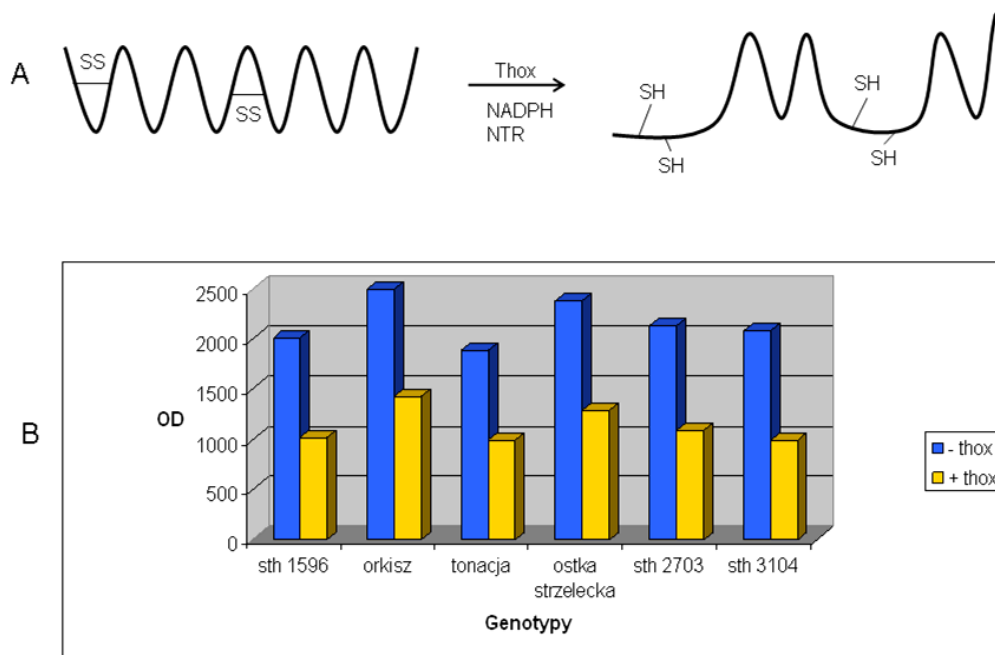 A
SS
SS
Thox
NADPH
NTR
SH
SH
SH
SH
B
OD
2500
2000
1500
1000
500
0
sth 1596
orkisz
tonacja
ostka
strzelecka
sth 2703
sth 3104
Genotypy
- thox
+ thox